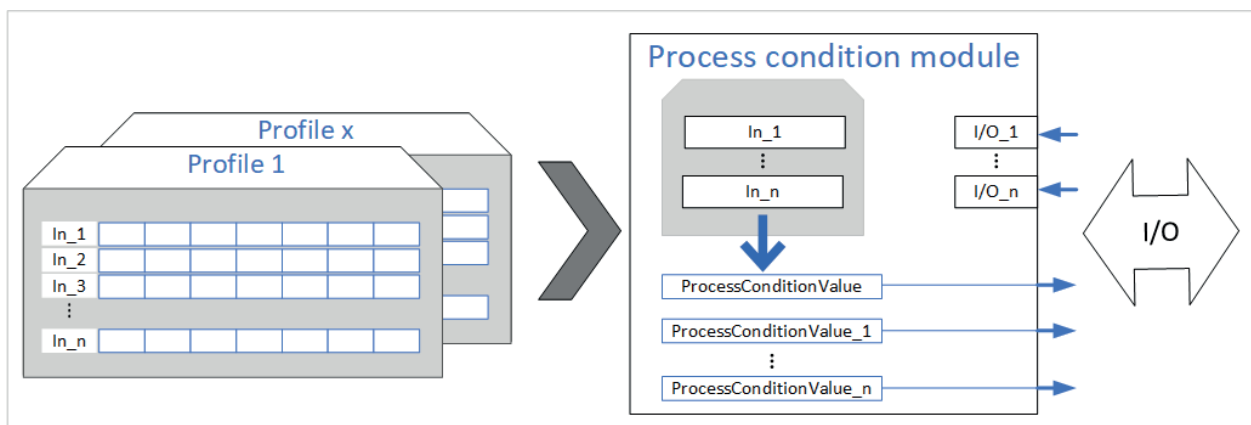 Profile x
Profile 1
In_1
In_2
In_3
⋮
In_n
Process condition module
In_1
⋮
In_n
I/O_1
⋮
I/O_n
ProcessConditionValue
ProcessConditionValue_1
⋮
ProcessConditionValue_n
I/O